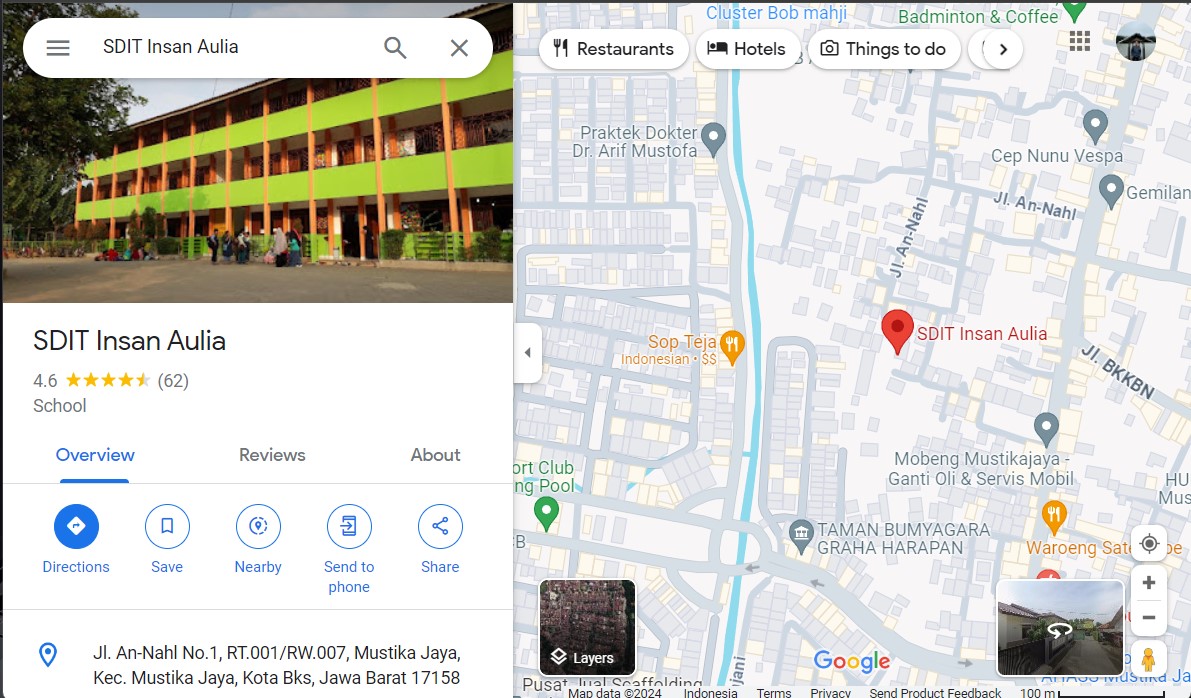 SDIT Insan Aulia
SDIT Insan Aulia
4.6
(62)
School
Overview
Reviews
About
Directions
Save
Nearby
Send to
phone
Share
Jl. An-Nahl No.1, RT.001/RW.007, Mustika Jaya,
Kec. Mustika Jaya, Kota Bks, Jawa Barat 17158
Cluster Bob mahji
Badminton & Coffee
Restaurants
Hotels
Things to do
Praktek Dokter
Dr. Arif Mustofa
Cep Nunu Vespa
Gemilan
Jl. An-Nahl
Jl. An-Nahl
SDIT Insan Aulia
Sop Teja
Indonesian • $$
Jl. BKKBN
Mobeng Mustikajaya -
Ganti Oli & Servis Mobil
ort Club
ng Pool
HU
Mus
TAMAN BUMYAGARA
GRAHA HARAPAN
Waroeng Sate
pe
Layers
Google
Pusat Jual Scaffolding
Map data ©2024
Indonesia
Terms
Privacy
Send Product Feedback
100 m